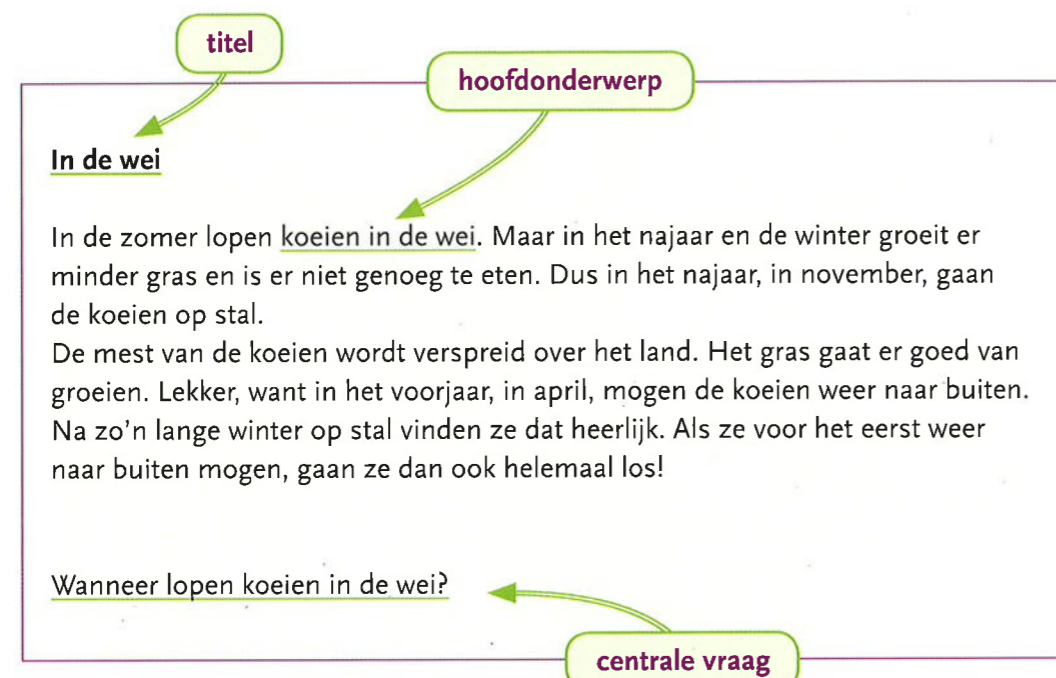 titel
hoofdonderwerp
In de wei
In de zomer lopen koeien in de wei. Maar in het najaar en de winter groeit er
minder gras en is er niet genoeg te eten. Dus in het najaar, in november, gaan
de koeien op stal.
De mest van de koeien wordt verspreid over het land. Het gras gaat er goed van
groeien. Lekker, want in het voorjaar, in april, mogen de koeien weer naar buiten.
Na zo'n lange winter op stal vinden ze dat heerlijk. Als ze voor het eerst weer
naar buiten mogen, gaan ze dan ook helemaal los!
Wanneer lopen koeien in de wei?
centrale vraag